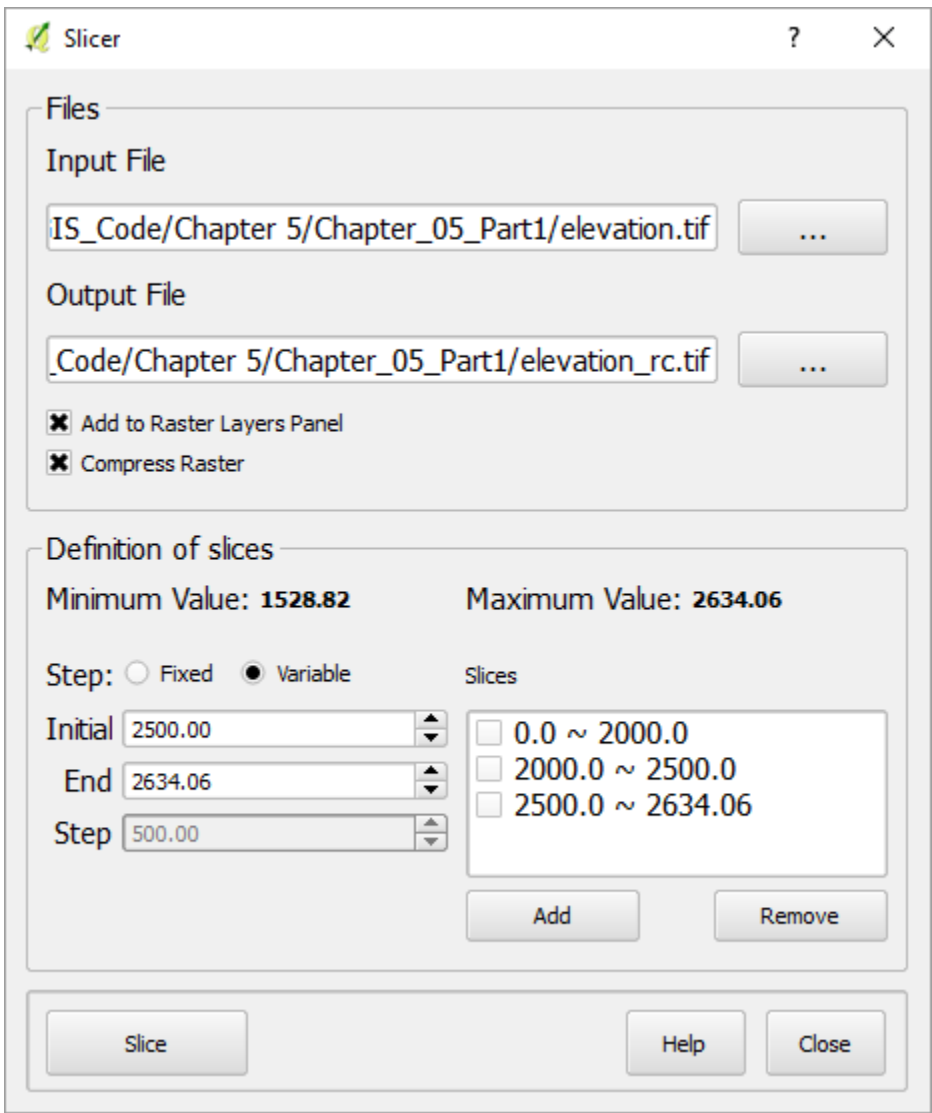 Slicer ? X
Files
Input File
IS_Code/Chapter 5/Chapter_05_Part1/elevation.tif ...
Output File
_Code/Chapter 5/Chapter_05_Part1/elevation_rc.tif ...
Add to Raster Layers Panel
Compress Raster
Definition of slices
Minimum Value: 1528.82 Maximum Value: 2634.06
Step: Fixed Variable Slices
Initial 2500.00
0.0 ~ 2000.0
End 2634.06
2000.0 ~ 2500.0
2500.0 ~ 2634.06
Step 500.00
Add Remove
Slice Help Close